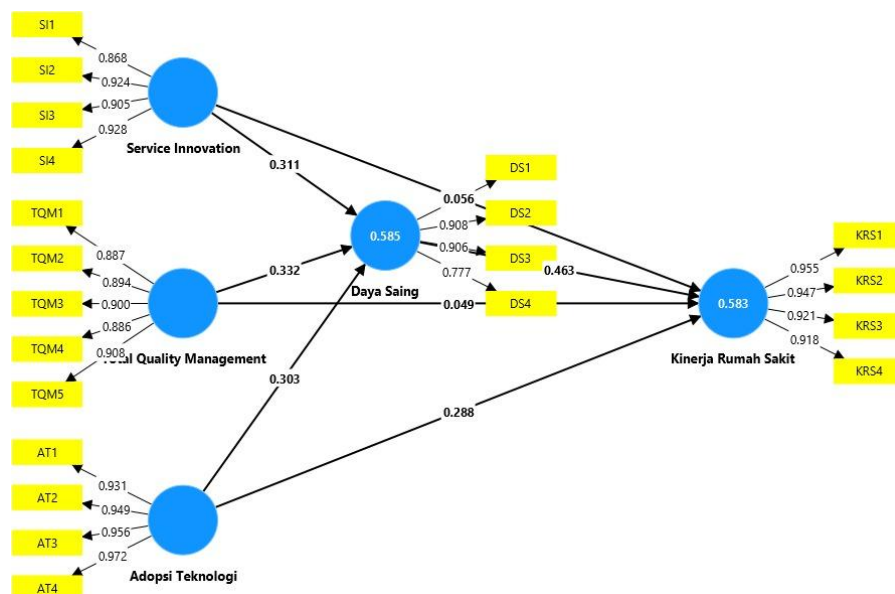 SI1
SI2
SI3
SI4
0.868
0.924
0.905
0.928
Service Innovation
0.311
0.056
TQM1
TQM2
TQM3
TQM4
TQM5
0.887
0.894
0.900
0.886
0.908
Total Quality Management
0.332
0.049
AT1
AT2
AT3
AT4
0.931
0.949
0.956
0.972
Adopsi Teknologi
0.303
0.288
0.585
Daya Saing
0.908
0.906
0.777
DS1
DS2
DS3
DS4
0.463
0.583
Kinerja Rumah Sakit
0.955
0.947
0.921
0.918
KRS1
KRS2
KRS3
KRS4